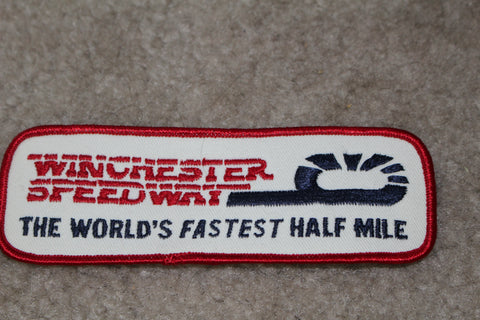 WINCHESTER
SPEEDWAY
THE WORLD'S FASTEST HALF MILE